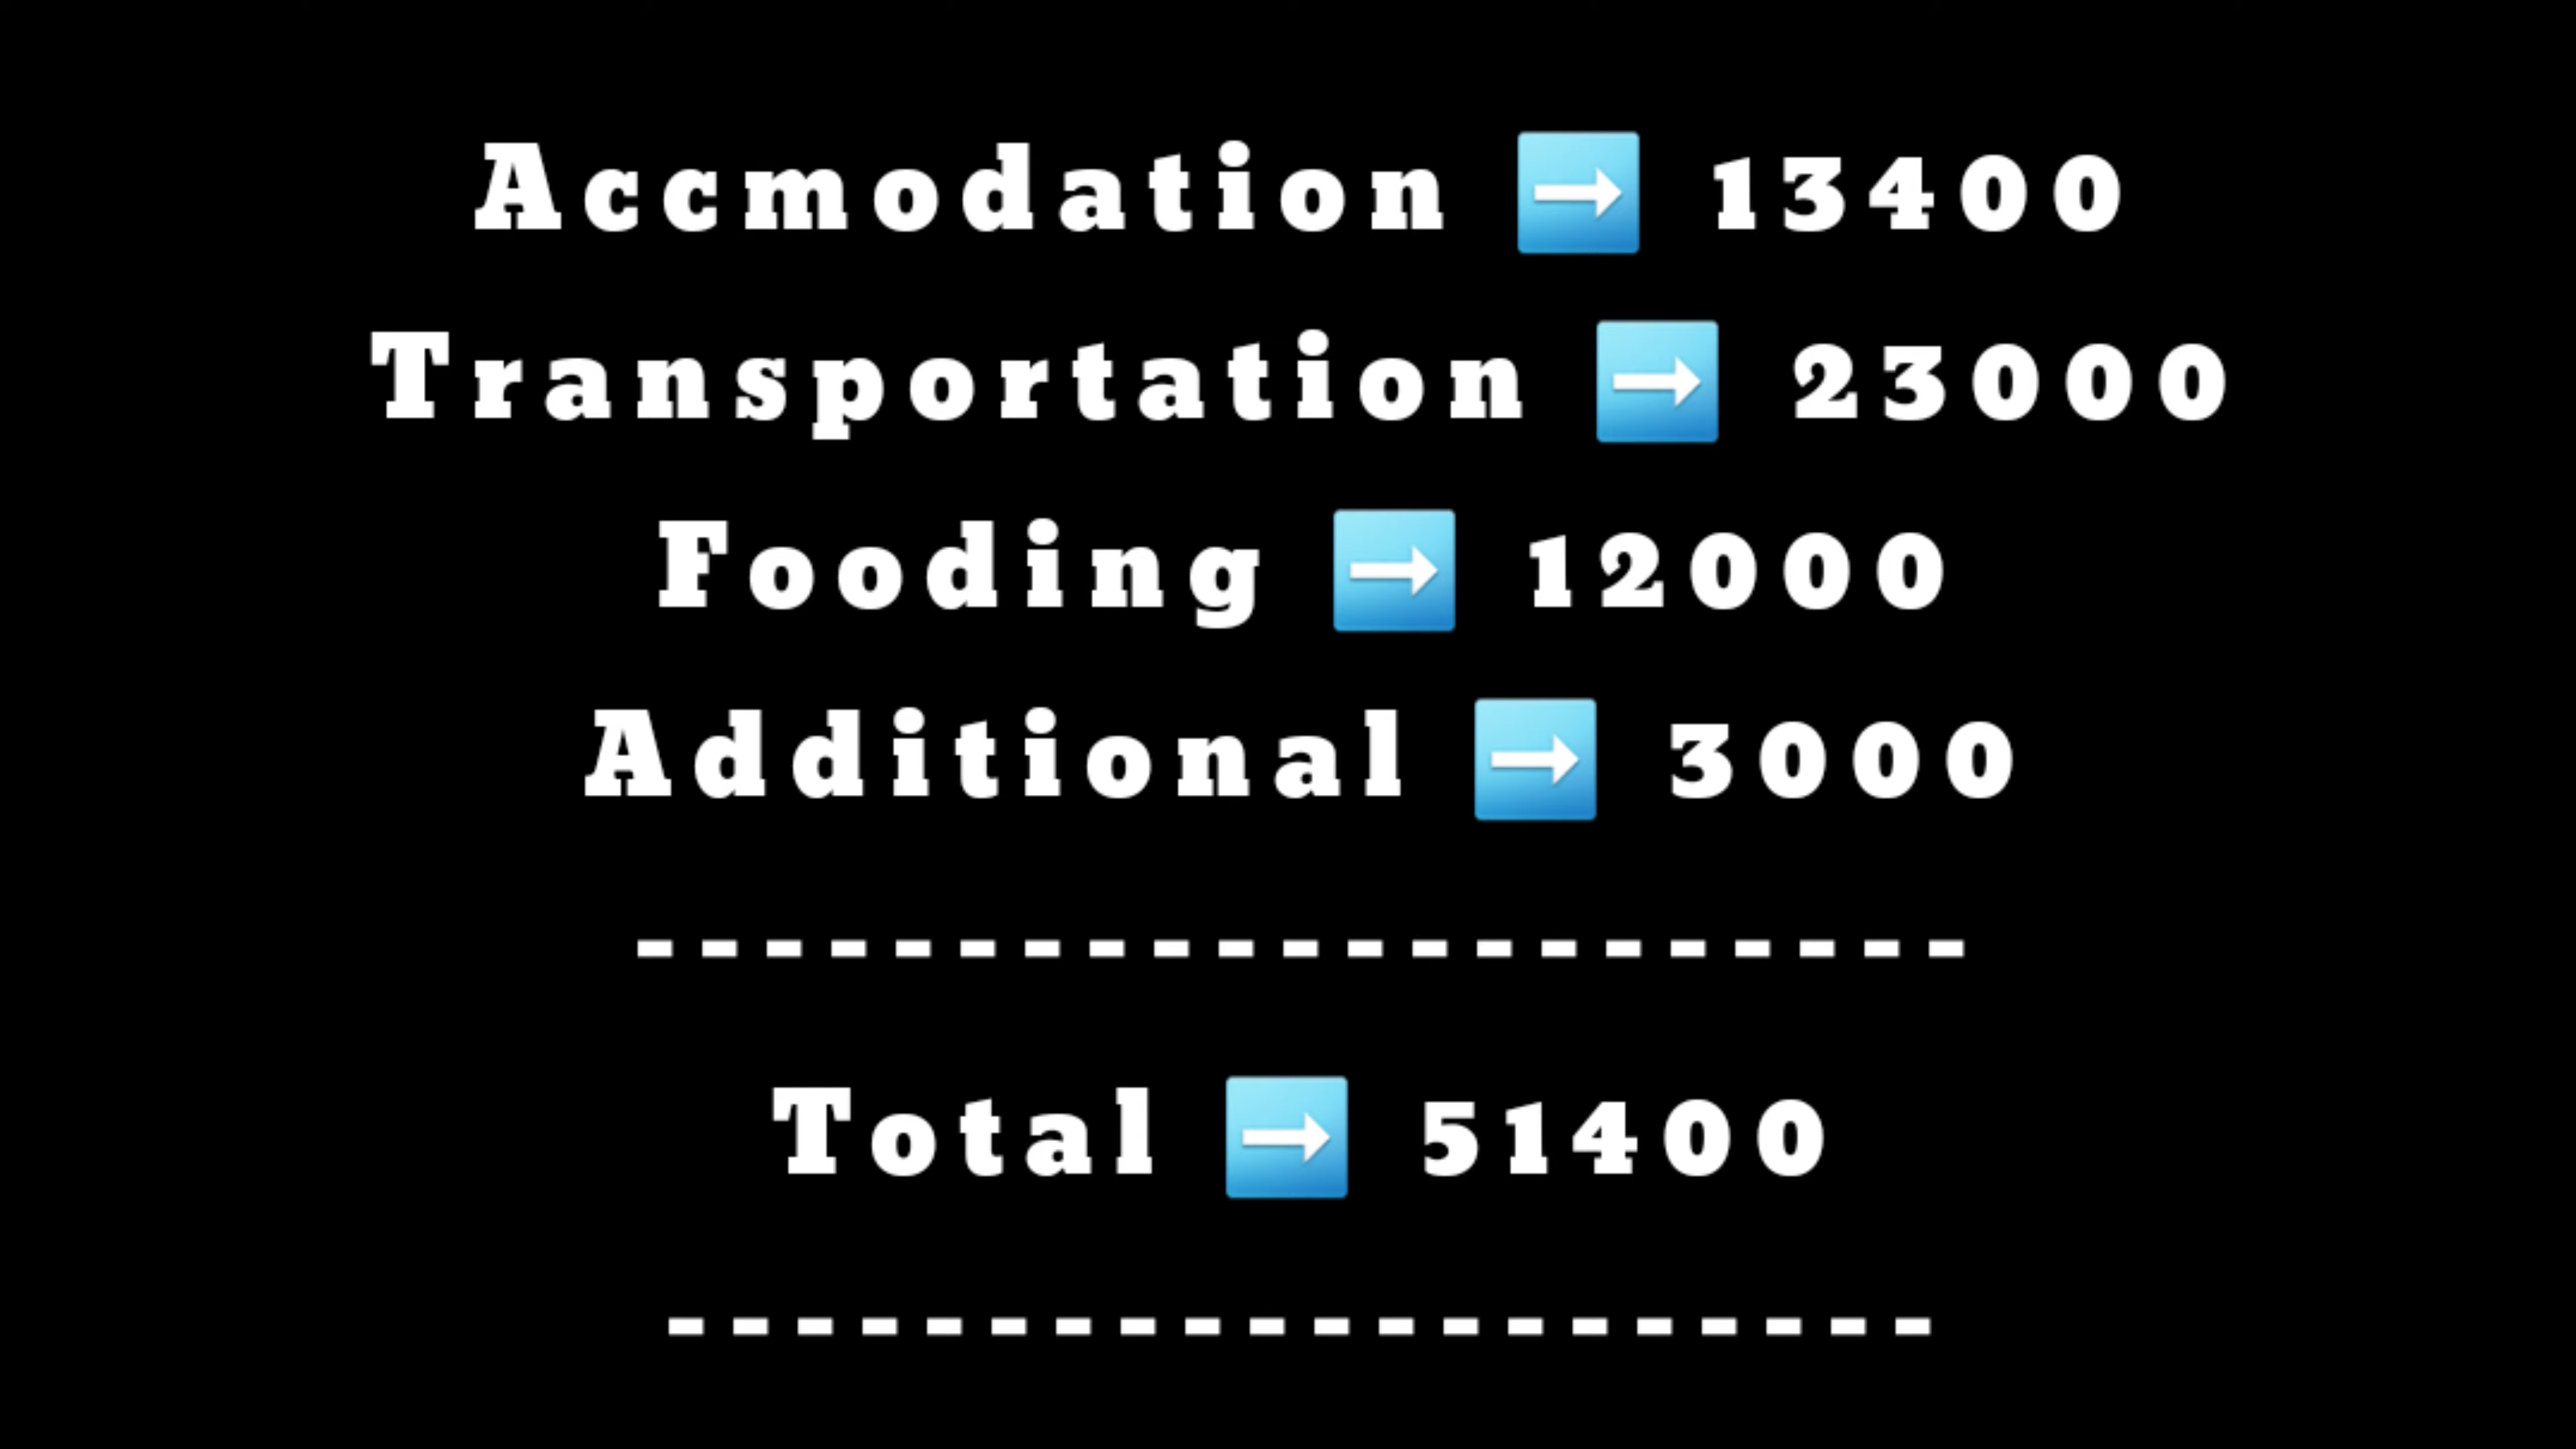 Accmodation ➡️ 13400
Transportation ➡️ 23000
Fooding ➡️ 12000
Additional ➡️ 3000
---------------------
Total ➡️ 51400
--------------------